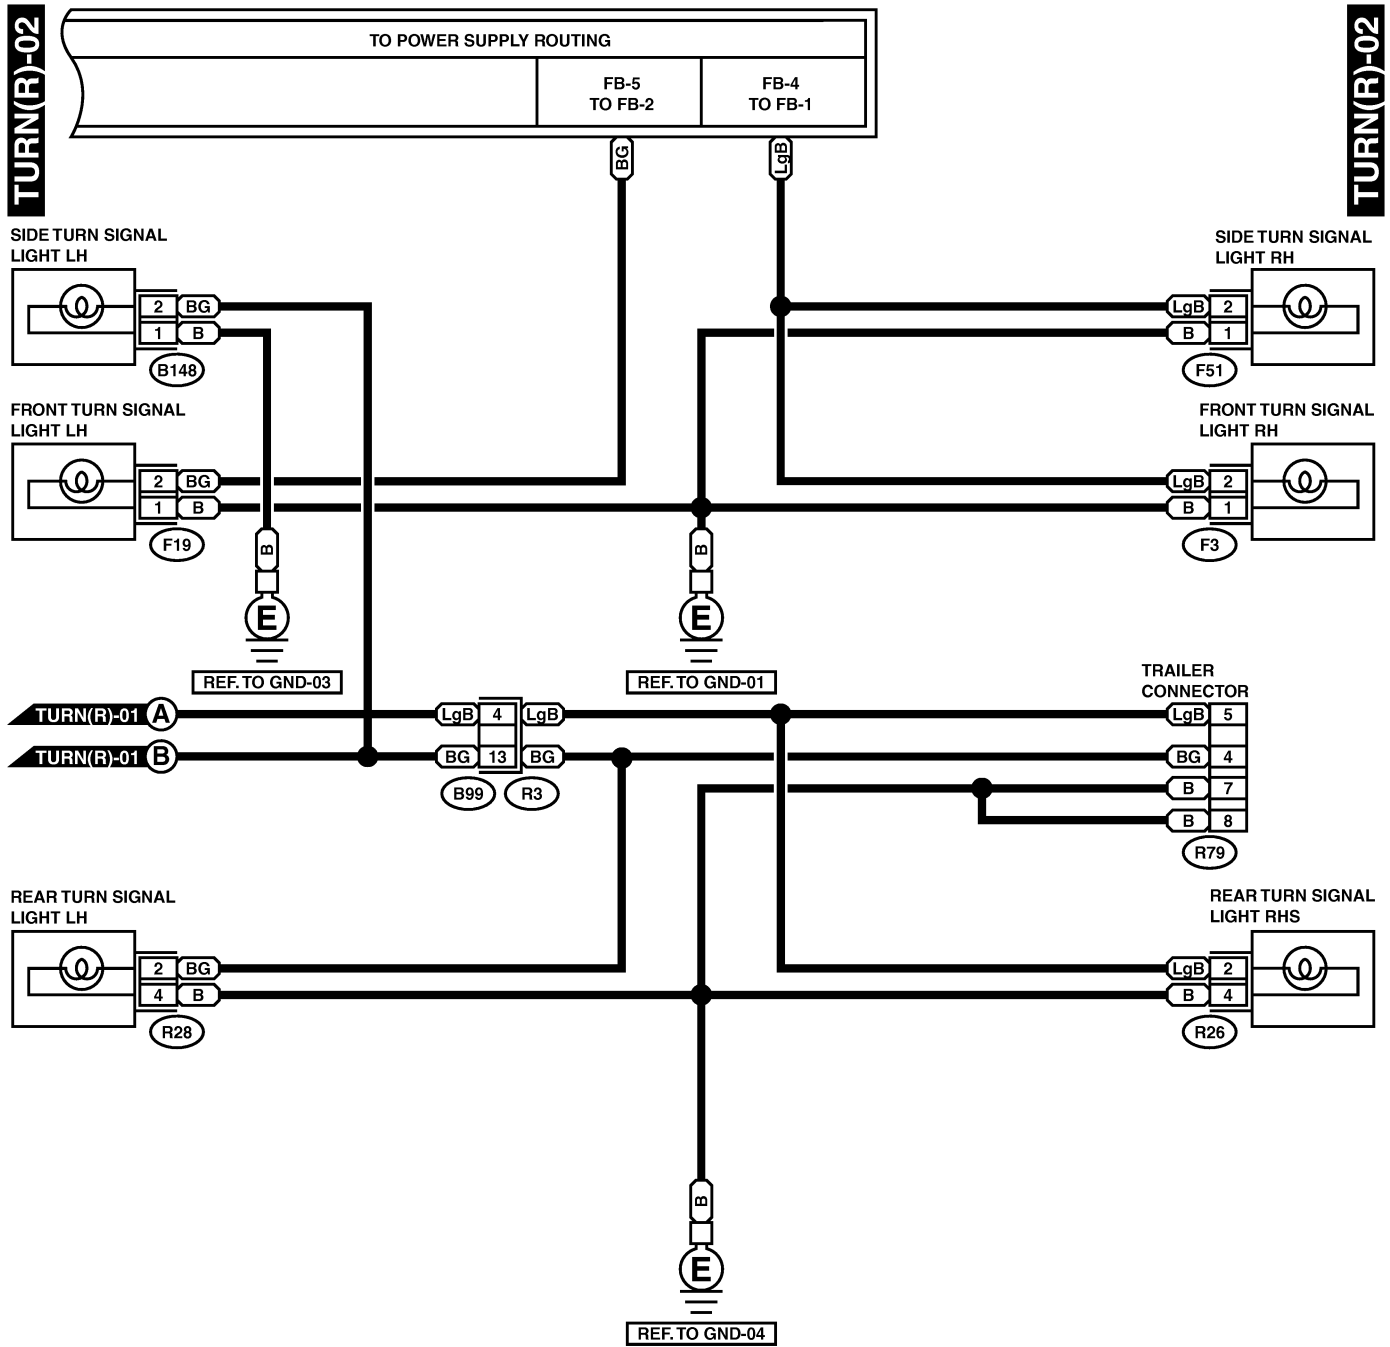 TURN(R)-02
TURN(R)-02
TO POWER SUPPLY ROUTING
FB-5
TO FB-2
FB-4
TO FB-1
BG
LgB
SIDE TURN SIGNAL
LIGHT LH
2 BG
1 B
B148
SIDE TURN SIGNAL
LIGHT RH
LgB 2
B 1
F51
FRONT TURN SIGNAL
LIGHT LH
2 BG
1 B
F19
FRONT TURN SIGNAL
LIGHT RH
LgB 2
B 1
F3
B
E
REF. TO GND-03
B
E
REF. TO GND-01
TRAILER
CONNECTOR
TURN(R)-01 A
LgB 4 LgB
LgB 5
TURN(R)-01 B
BG 13 BG
BG 4
B 7
B99 R3
B 8
R79
REAR TURN SIGNAL
LIGHT LH
2 BG
4 B
R28
REAR TURN SIGNAL
LIGHT RHS
LgB 2
B 4
R26
B
E
REF. TO GND-04